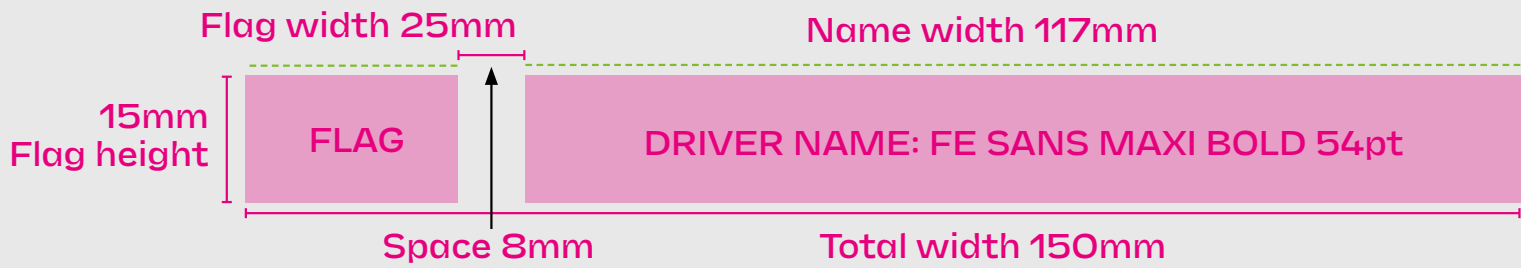 Flag width 25mm
Name width 117mm
15mm
Flag height
FLAG
DRIVER NAME: FE SANS MAXI BOLD 54pt
Space 8mm
Total width 150mm